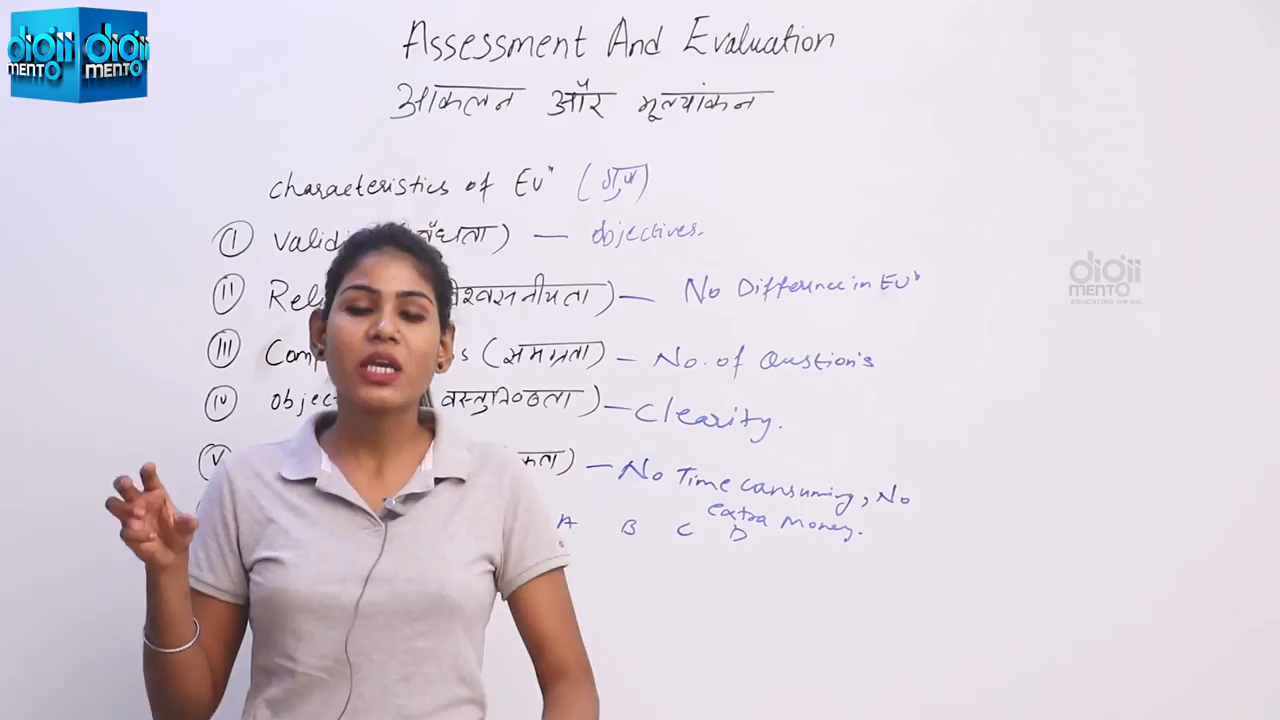 digii digii
MENTO MENTO
Assessment And Evaluation
आकलन और मूल्यांकन
characteristics of Evⁿ (गुण)
I Valid ता) — objectives.
II Rel विश्वसनीयता) — No Difference in Evⁿ
III Com s (समग्रता) — No. of Question's
IV objec वस्तुनिष्ठता) — Clearity.
V कता) — No Time consuming, No
extra Money.
A B C D
digii
MENTO